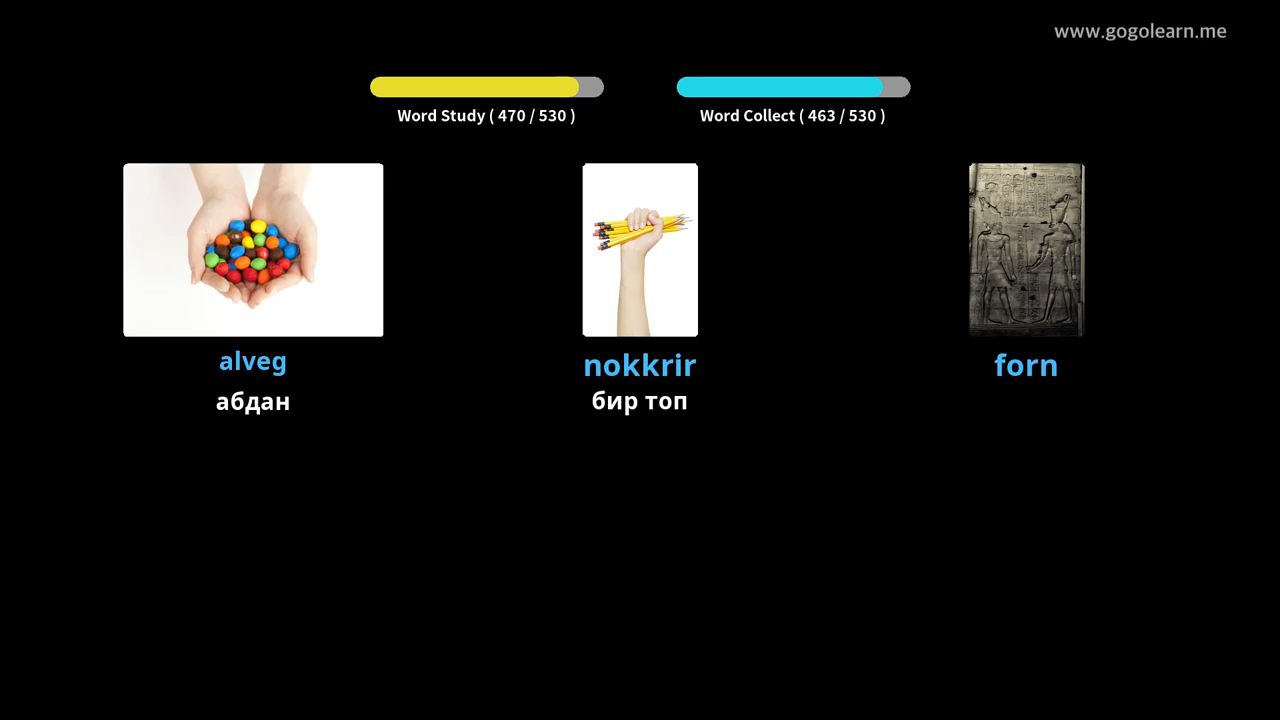 www.gogolearn.me
Word Study ( 470 / 530 )
Word Collect ( 463 / 530 )
alveg
nokkrir
forn
абдан
бир топ